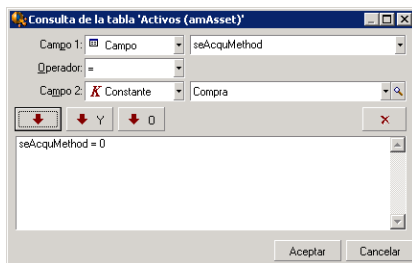 Consulta de la tabla 'Activos (amAsset)'
Campo 1: Campo seAcquMethod
Operador: =
Campo 2: K Constante Compra
Y O
seAcquMethod = 0
Aceptar Cancelar